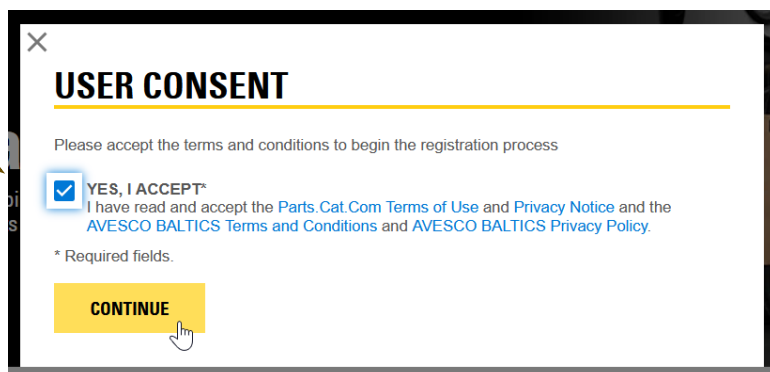 USER CONSENT
Please accept the terms and conditions to begin the registration process
YES, I ACCEPT*
I have read and accept the Parts.Cat.Com Terms of Use and Privacy Notice and the
AVESCO BALTICS Terms and Conditions and AVESCO BALTICS Privacy Policy.
* Required fields.
CONTINUE